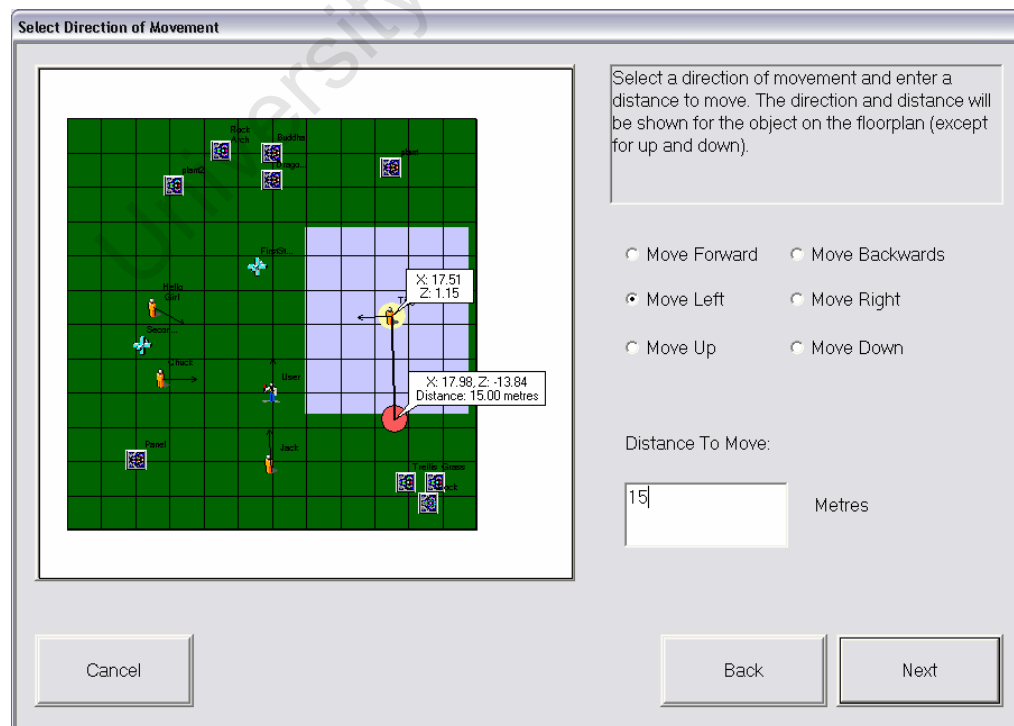 Select Direction of Movement
University
Select a direction of movement and enter a
distance to move. The direction and distance will
be shown for the object on the floorplan (except
for up and down).
Rock
Arch
Buddha
Drago...
plant
plant2
FirstSt...
X: 17.51
Z: 1.15
Hello
Girl
Secor...
Chuck
User
X: 17.98, Z: -13.84
Distance: 15.00 metres
Panel
Jack
Trellis Grass
Move Forward
Move Backwards
Move Left
Move Right
Move Up
Move Down
Distance To Move:
15
Metres
Cancel
Back
Next